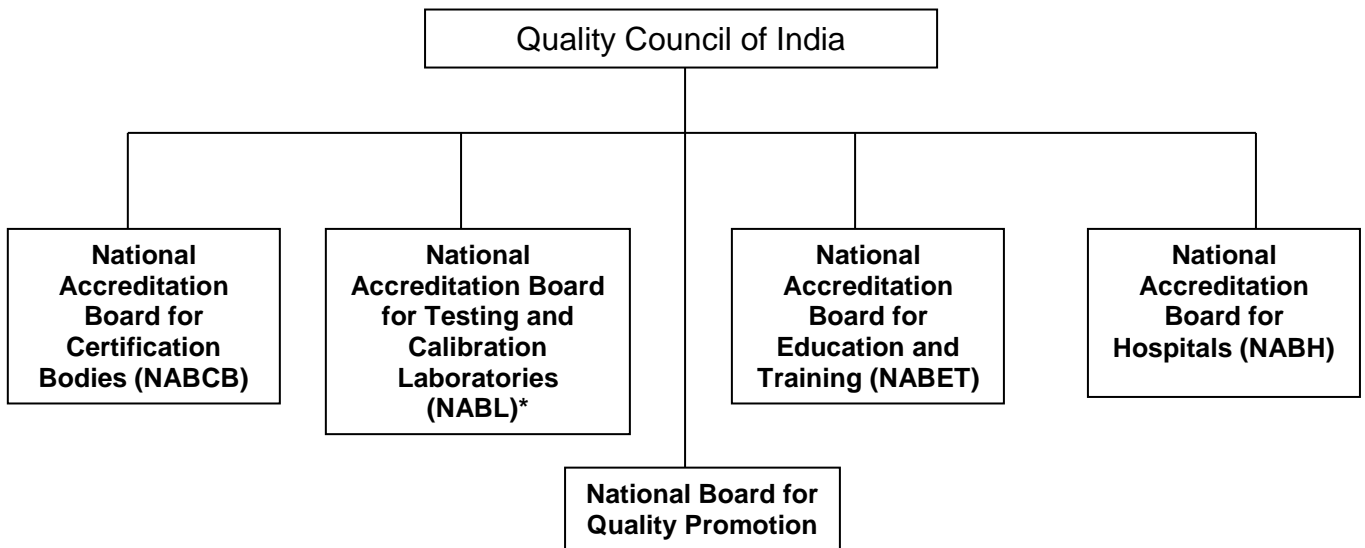 Quality Council of India
National
Accreditation
Board for
Certification
Bodies (NABCB)
National
Accreditation Board
for Testing and
Calibration
Laboratories
(NABL)*
National
Accreditation
Board for
Education and
Training (NABET)
National
Accreditation
Board for
Hospitals (NABH)
National Board for
Quality Promotion